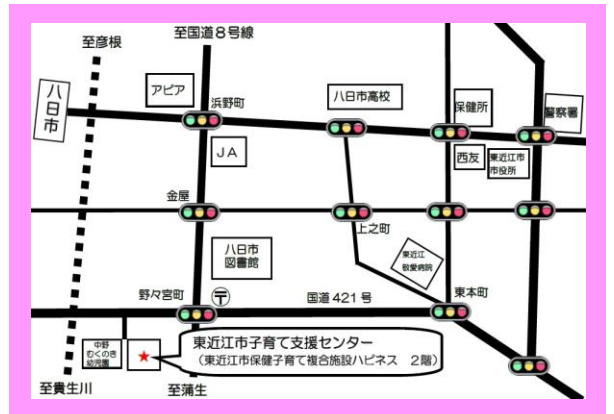 至国道８号線
至彦根
アピア
八日市
浜野町
八日市高校
保健所
警察署
JA
西友
東近江市
市役所
金屋
上之町
八日市
図書館
東近江
敬愛病院
野々宮町
〒
国道 421 号
東本町
中野
むくのき
幼児園
★
東近江市子育て支援センター
（東近江市保健子育て複合施設ハピネス　２階）
至貴生川
至蒲生